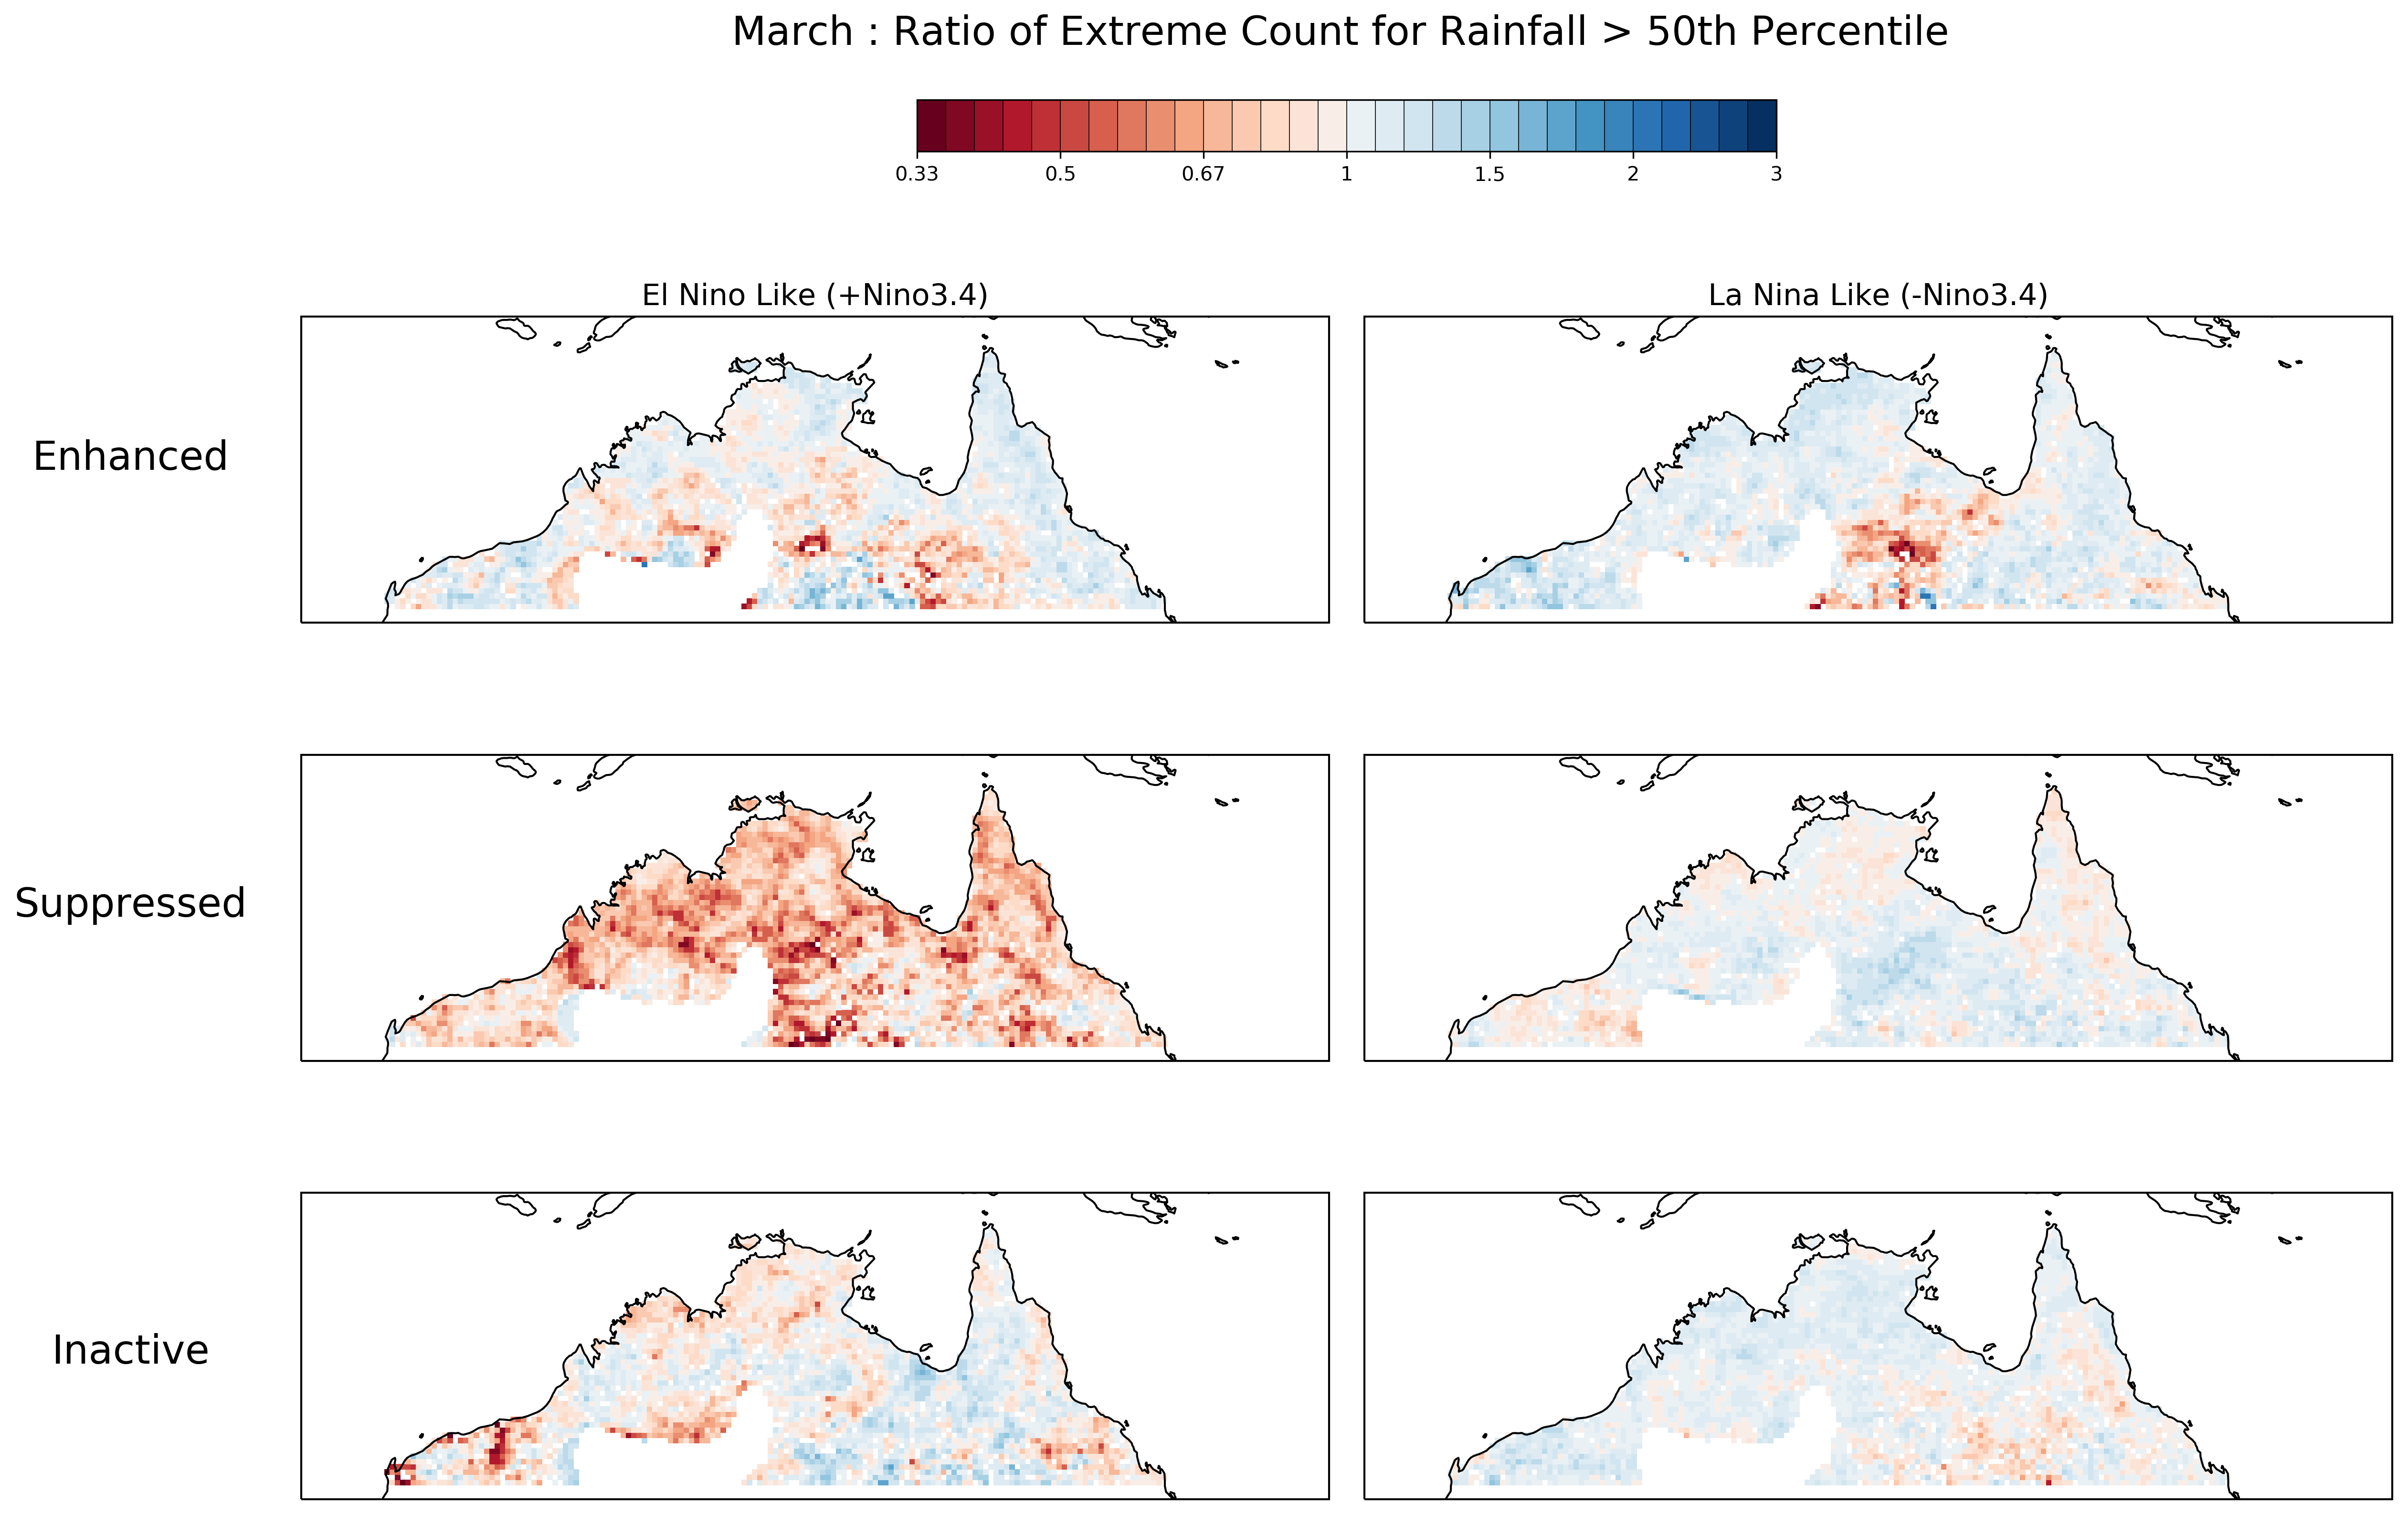 March : Ratio of Extreme Count for Rainfall > 50th Percentile
0.33 0.5 0.67 1 1.5 2 3
El Nino Like (+Nino3.4) La Nina Like (-Nino3.4)
Enhanced
Suppressed
Inactive